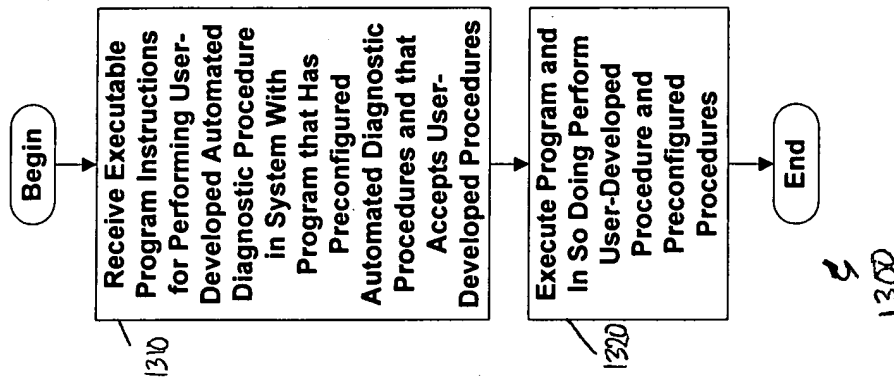 Begin
Receive Executable
Program Instructions
for Performing User-
Developed Automated
Diagnostic Procedure
in System With
Program that Has
Preconfigured
Automated Diagnostic
Procedures and that
Accepts User-
Developed Procedures
1310
Execute Program and
In So Doing Perform
User-Developed
Procedure and
Preconfigured
Procedures
1320
End
1300